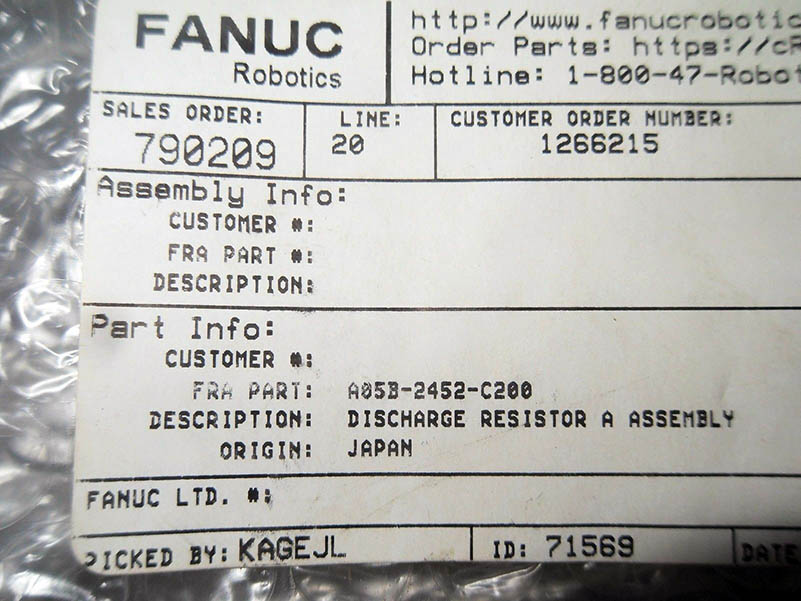 FANUC
Robotics
http://www.fanucrobotic
Order Parts: https://cR
Hotline: 1-800-47-Robot
SALES ORDER:
790209
LINE:
20
CUSTOMER ORDER NUMBER:
1266215
Assembly Info:
CUSTOMER #:
FRA PART #:
DESCRIPTION:
Part Info:
CUSTOMER #:
FRA PART: A05B-2452-C200
DESCRIPTION: DISCHARGE RESISTOR A ASSEMBLY
ORIGIN: JAPAN
FANUC LTD. #:
PICKED BY: KAGEJL
ID: 71569
DATE